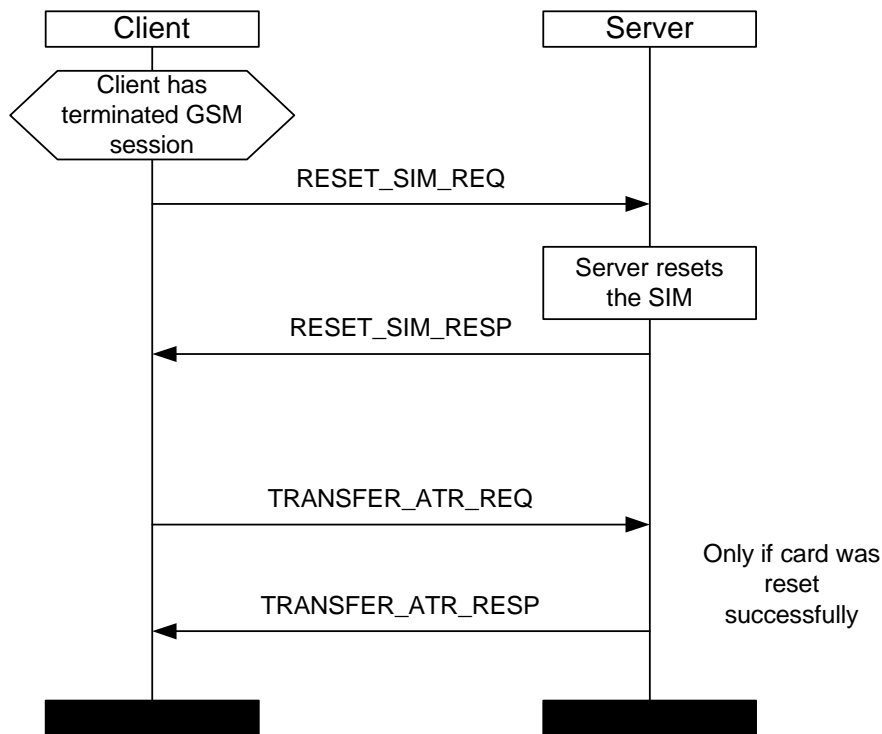 Client
Server
Client has
terminated GSM
session
RESET_SIM_REQ
Server resets
the SIM
RESET_SIM_RESP
TRANSFER_ATR_REQ
Only if card was
reset
successfully
TRANSFER_ATR_RESP